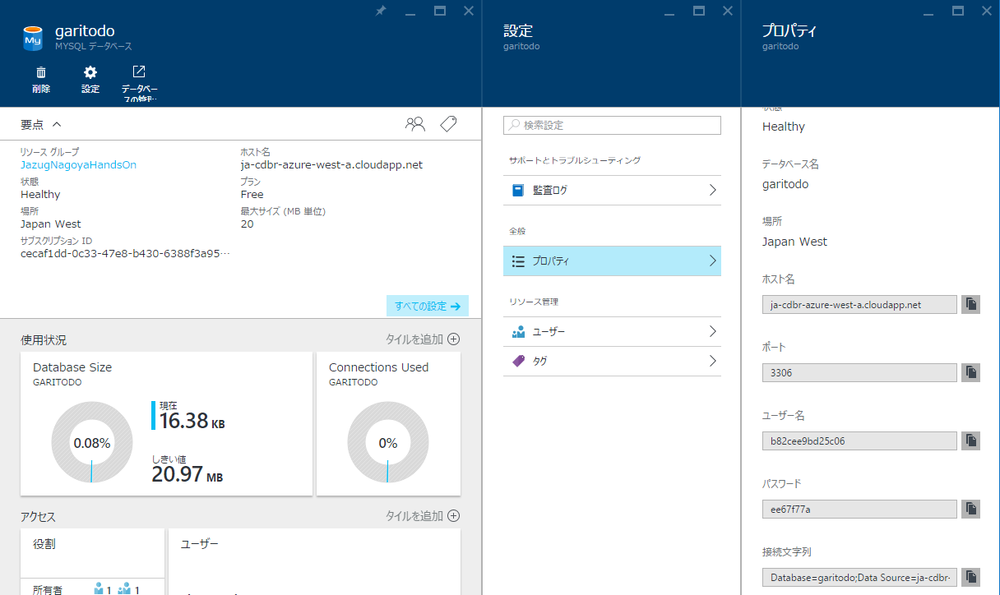 garitodo
MYSQL データベース
削除
設定
データベー
スの管理…
要点
リソース グループ
JazugNagoyaHandsOn
状態
Healthy
場所
Japan West
サブスクリプション ID
cecaf1dd-0c33-47e8-b430-6388f3a95…
ホスト名
ja-cdbr-azure-west-a.cloudapp.net
プラン
Free
最大サイズ (MB 単位)
20
すべての設定
使用状況
タイルを追加
Database Size
GARITODO
0.08%
現在
16.38 KB
しきい値
20.97 MB
Connections Used
GARITODO
0%
アクセス
タイルを追加
役割
所有者
1
1
ユーザー
設定
garitodo
検索設定
サポートとトラブルシューティング
監査ログ
全般
プロパティ
リソース管理
ユーザー
タグ
プロパティ
garitodo
状態
Healthy
データベース名
garitodo
場所
Japan West
ホスト名
ja-cdbr-azure-west-a.cloudapp.net
ポート
3306
ユーザー名
b82cee9bd25c06
パスワード
ee67f77a
接続文字列
Database=garitodo;Data Source=ja-cdbr-